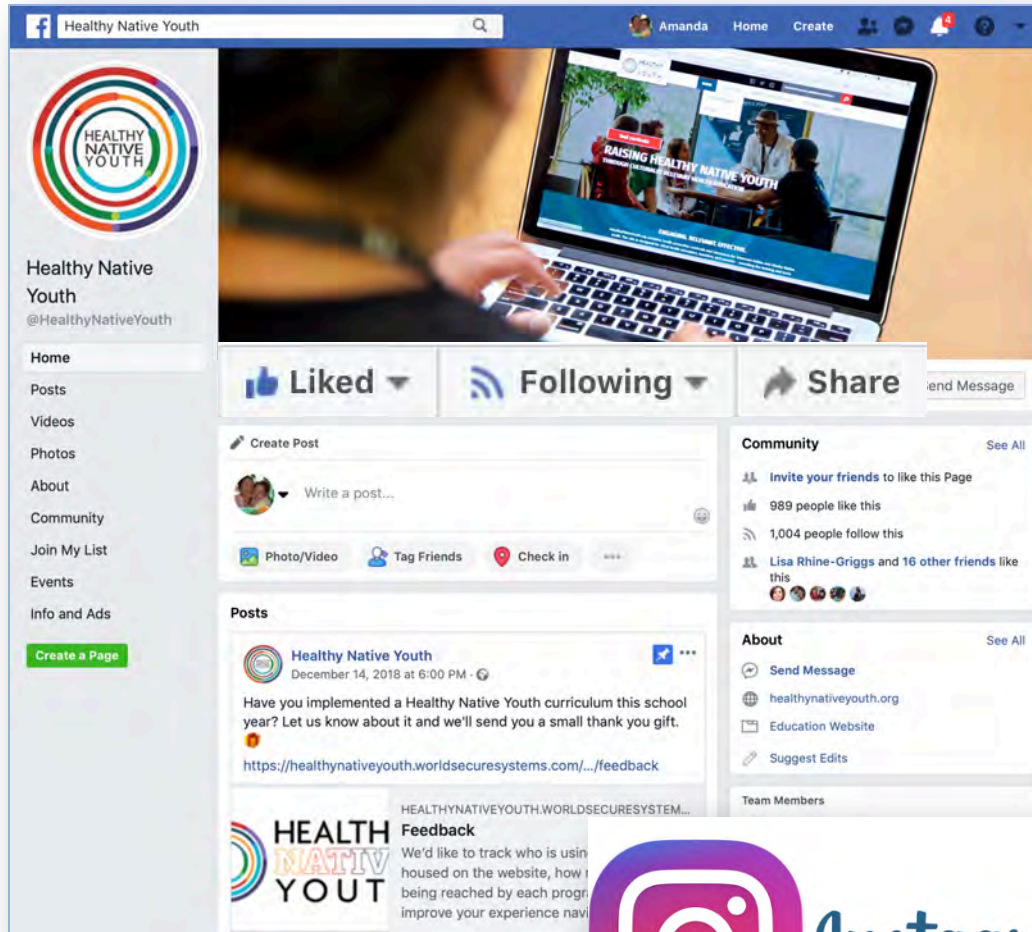 Healthy Native Youth
Amanda Home Create
4
HEALTHY
NATIVE
YOUTH
Healthy Native
Youth
@HealthyNativeYouth
Home
Posts
Videos
Photos
About
Community
Join My List
Events
Info and Ads
Create a Page
RAISING HEALTHY NATIVE YOUTH
THROUGH CULTURALLY RELEVANT HEALTH EDUCATION
ENGAGING. RELEVANT. EFFECTIVE.
Liked
Following
Share
end Message
Create Post
Write a post...
Photo/Video
Tag Friends
Check in
Posts
Healthy Native Youth
December 14, 2018 at 6:00 PM ·
Have you implemented a Healthy Native Youth curriculum this school
year? Let us know about it and we'll send you a small thank you gift.
https://healthynativeyouth.worldsecuresystems.com/.../feedback
HEALTH
NATIV
YOUT
HEALTHYNATIVEYOUTH.WORLDSECURESYSTEM...
Feedback
We'd like to track who is usin
housed on the website, how
being reached by each progr
improve your experience navi
Community See All
Invite your friends to like this Page
989 people like this
1,004 people follow this
Lisa Rhine-Griggs and 16 other friends like
this
About See All
Send Message
healthynativeyouth.org
Education Website
Suggest Edits
Team Members